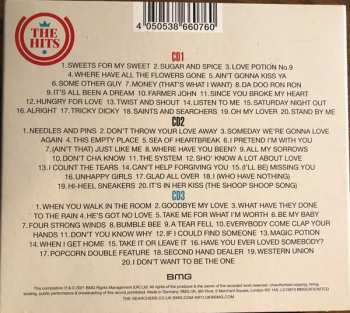 4 050538 660760
THE
HITS
CD1
1.SWEETS FOR MY SWEET 2.SUGAR AND SPICE 3.LOVE POTION No.9
4.WHERE HAVE ALL THE FLOWERS GONE 5.AIN'T GONNA KISS YA
6.SOME OTHER GUY 7.MONEY (THAT'S WHAT I WANT) 8.DA DOO RON RON
9.IT'S ALL BEEN A DREAM 10.FARMER JOHN 11.SINCE YOU BROKE MY HEART
12.HUNGRY FOR LOVE 13.TWIST AND SHOUT 14.LISTEN TO ME 15.SATURDAY NIGHT OUT
16.ALRIGHT 17.TRICKY DICKY 18.SAINTS AND SEARCHERS 19.OH MY LOVER 20.STAND BY ME
CD2
1.NEEDLES AND PINS 2.DON'T THROW YOUR LOVE AWAY 3.SOMEDAY WE'RE GONNA LOVE
AGAIN 4.THIS EMPTY PLACE 5.SEA OF HEARTBREAK 6.I PRETEND I'M WITH YOU
7.(AIN'T THAT) JUST LIKE ME 8.WHERE HAVE YOU BEEN? 9.ALL MY SORROWS
10.DON'T CHA KNOW 11.THE SYSTEM 12.SHO' KNOW A LOT ABOUT LOVE
13.I COUNT THE TEARS 14.CAN'T HELP FORGIVING YOU 15.(I'LL BE) MISSING YOU
16.UNHAPPY GIRLS 17.GLAD ALL OVER 18.I (WHO HAVE NOTHING)
19.HI-HEEL SNEAKERS 20.IT'S IN HER KISS (THE SHOOP SHOOP SONG)
CD3
1.WHEN YOU WALK IN THE ROOM 2.GOODBYE MY LOVE 3.WHAT HAVE THEY DONE
TO THE RAIN 4.HE'S GOT NO LOVE 5.TAKE ME FOR WHAT I'M WORTH 6.BE MY BABY
7.FOUR STRONG WINDS 8.BUMBLE BEE 9.A TEAR FELL 10.EVERYBODY COME CLAP YOUR
HANDS 11.DON'T YOU KNOW WHY 12.IF I COULD FIND SOMEONE 13.MAGIC POTION
14.WHEN I GET HOME 15.TAKE IT OR LEAVE IT 16.HAVE YOU EVER LOVED SOMEBODY?
17.POPCORN DOUBLE FEATURE 18.SECOND HAND DEALER 19.WESTERN UNION
20.I DON'T WANT TO BE THE ONE
BMG